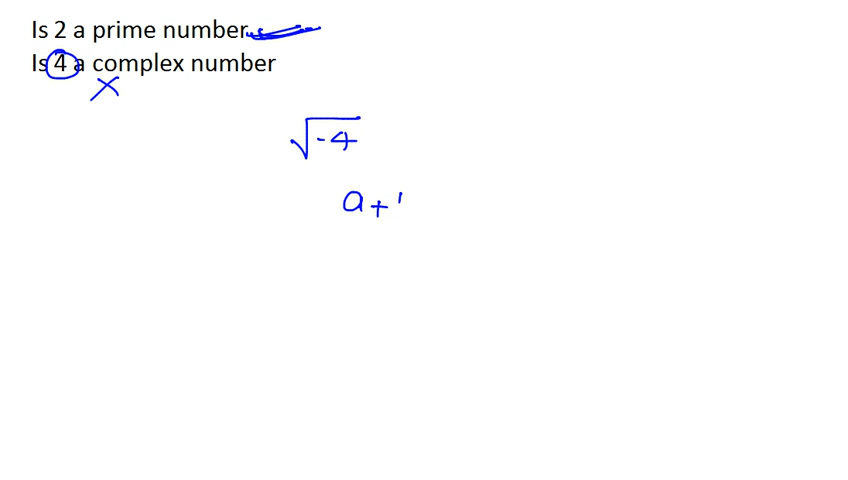 Is 2 a prime number
Is 4 a complex number
√-4
a +